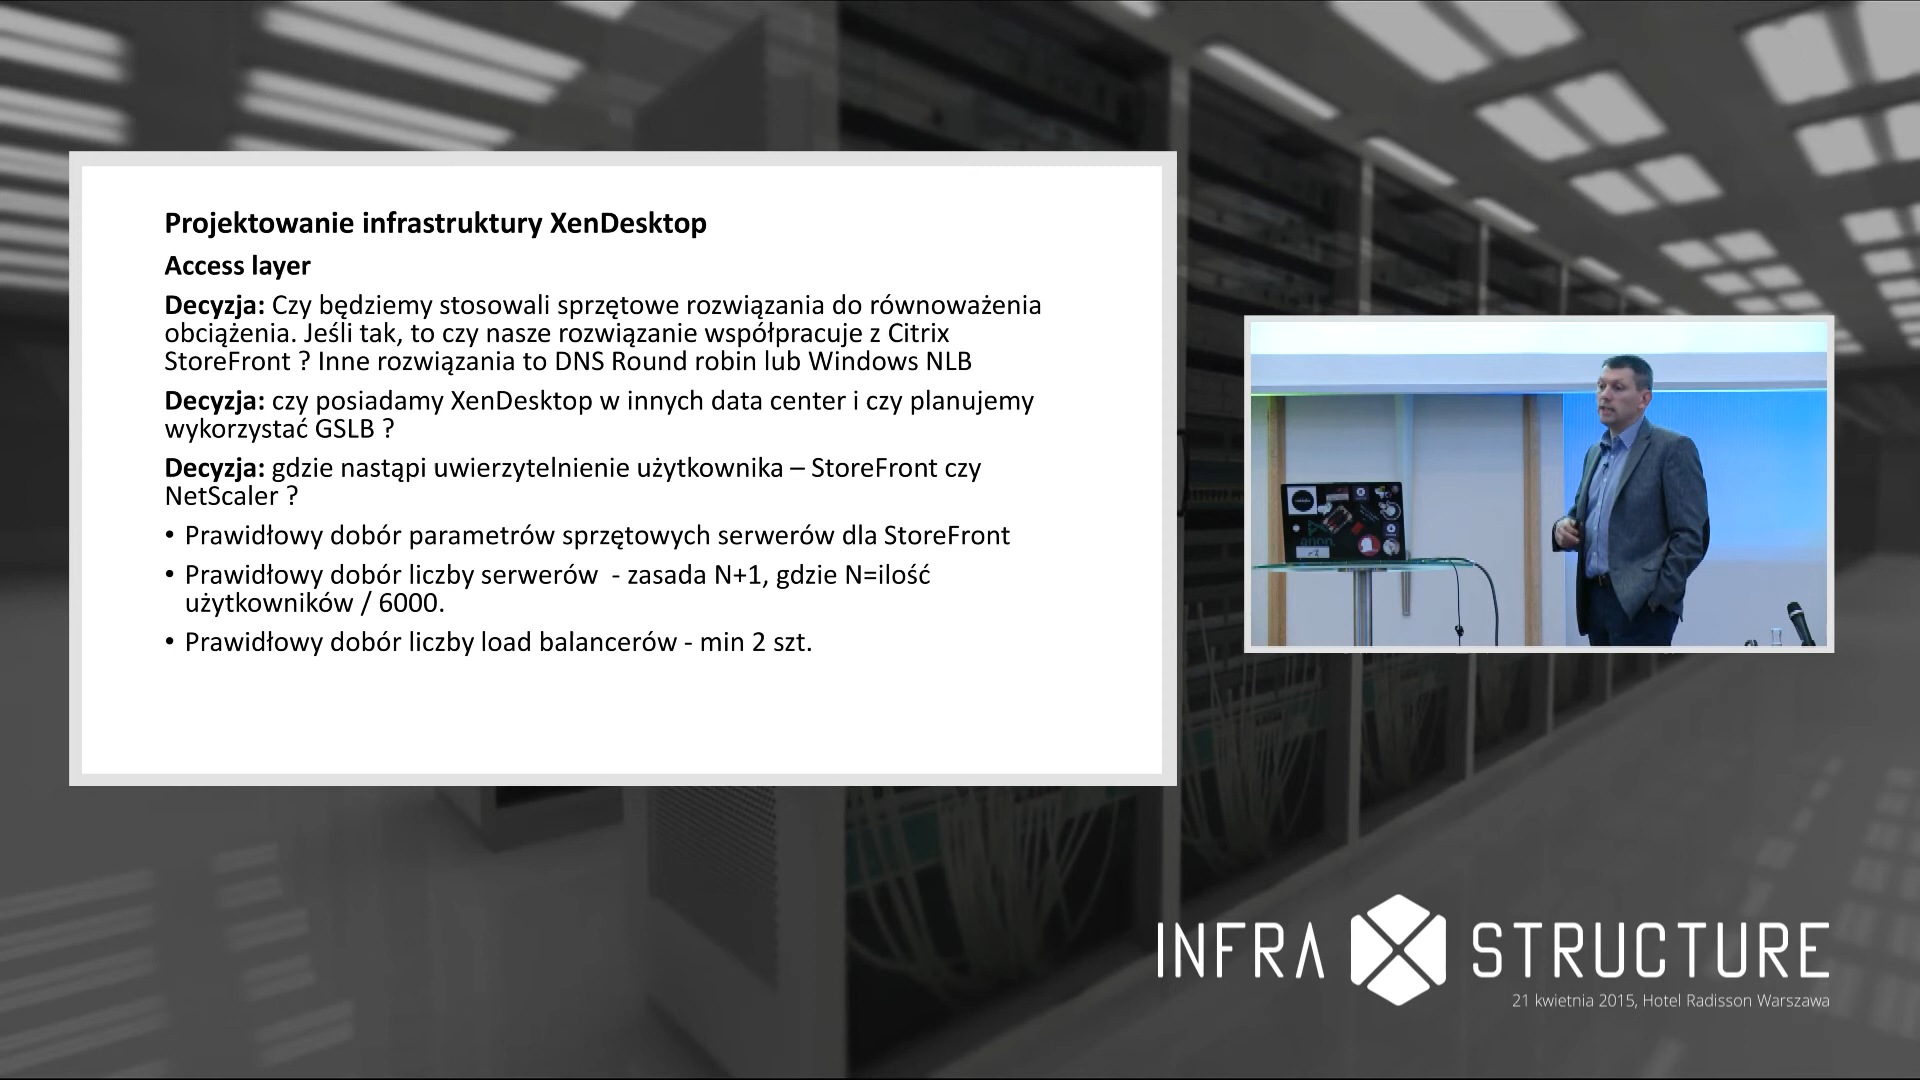 Projektowanie infrastruktury XenDesktop
Access layer
Decyzja: Czy będziemy stosowali sprzętowe rozwiązania do równoważenia
obciążenia. Jeśli tak, to czy nasze rozwiązanie współpracuje z Citrix
StoreFront ? Inne rozwiązania to DNS Round robin lub Windows NLB
Decyzja: czy posiadamy XenDesktop w innych data center i czy planujemy
wykorzystać GSLB ?
Decyzja: gdzie nastąpi uwierzytelnienie użytkownika – StoreFront czy
NetScaler ?
• Prawidłowy dobór parametrów sprzętowych serwerów dla StoreFront
• Prawidłowy dobór liczby serwerów  - zasada N+1, gdzie N=ilość
użytkowników / 6000.
• Prawidłowy dobór liczby load balancerów - min 2 szt.
INFRA STRUCTURE
21 kwietnia 2015, Hotel Radisson Warszawa